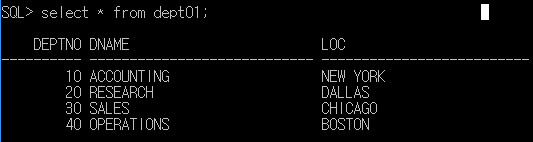 SQL> select * from dept01;
DEPTNO DNAME LOC
---------- ---------------------------- --------------------------
10 ACCOUNTING NEW YORK
20 RESEARCH DALLAS
30 SALES CHICAGO
40 OPERATIONS BOSTON